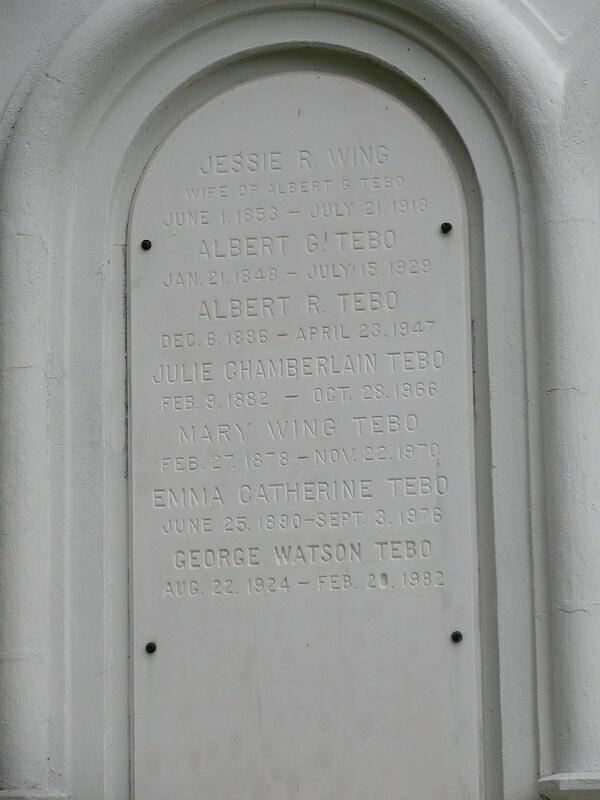 JESSIE R. WING
WIFE OF ALBERT G. TEBO
JUNE 1. 1853 – JULY 21. 1918
ALBERT G. TEBO
JAN. 21. 1848 – JULY 15. 1929
ALBERT R. TEBO
DEC. 6. 1886 – APRIL 23. 1947
JULIE CHAMBERLAIN TEBO
FEB. 9. 1882 – OCT. 28. 1966
MARY WING TEBO
FEB. 27. 1878 – NOV. 22. 1970
EMMA CATHERINE TEBO
JUNE 25. 1890 – SEPT. 3. 1976
GEORGE WATSON TEBO
AUG. 22. 1924 – FEB. 20. 1982